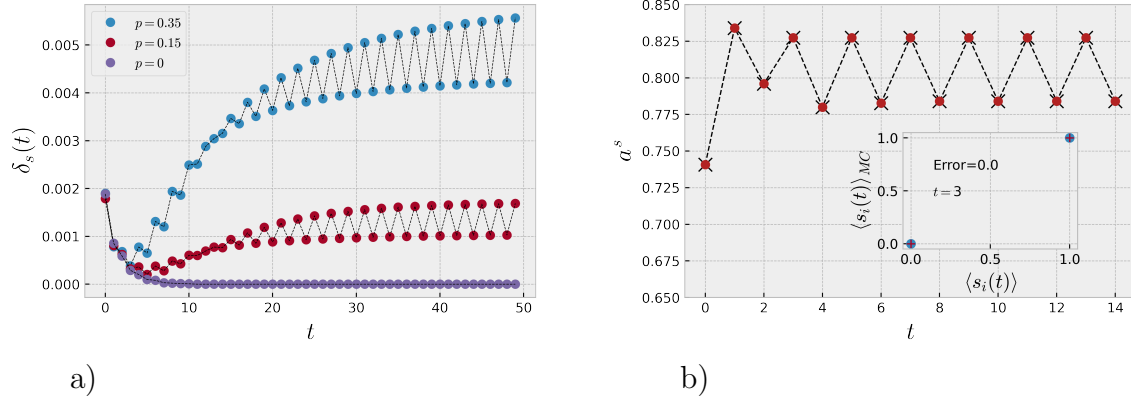 p = 0.35
p = 0.15
p = 0
0.005
0.004
0.003
0.002
0.001
0.000
δ_s(t)
0 10 20 30 40 50
t
a)
0.850
0.825
0.800
0.775
0.750
0.725
0.700
0.675
0.650
a^s
0 2 4 6 8 10 12 14
t
1.0
0.5
0.0
⟨s_i(t)⟩_MC
Error=0.0
t = 3
0.0 0.5 1.0
⟨s_i(t)⟩
b)